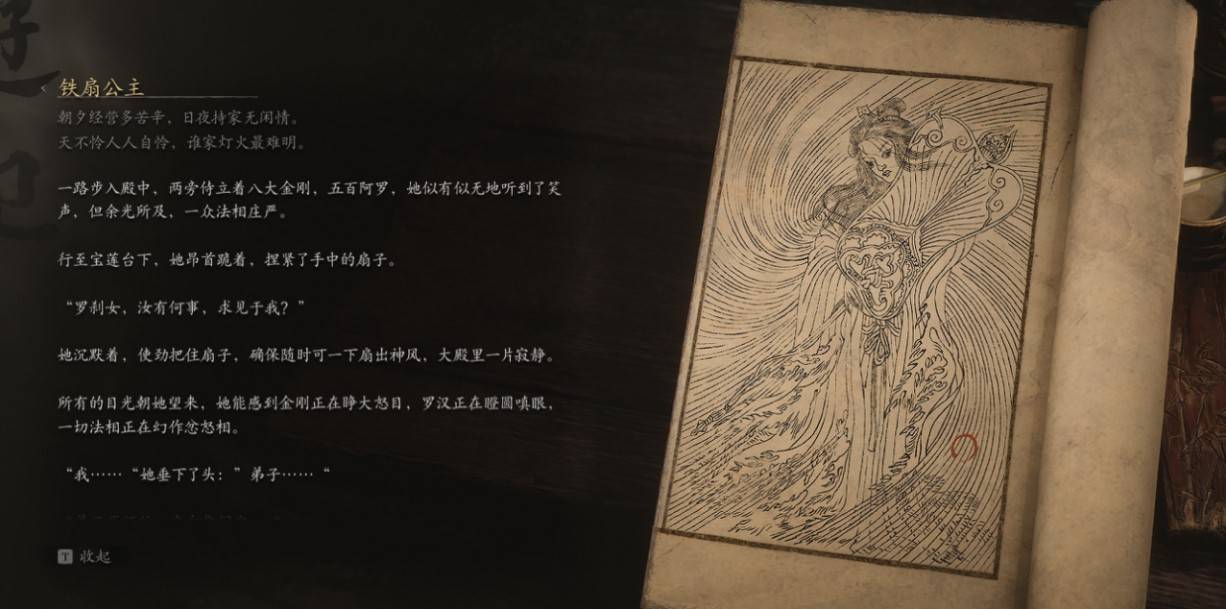 铁扇公主
朝夕经营多苦辛，日夜持家无闲情。
天不怜人人自怜，谁家灯火最难明。
一路步入殿中，两旁侍立着八大金刚，五百阿罗，她似有似无地听到了笑
声，但余光所及，一众法相庄严。
行至宝莲台下，她昂首跪着，捏紧了手中的扇子。
“罗刹女，汝有何事，求见于我？”
她沉默着，使劲把住扇子，确保随时可一下扇出神风，大殿里一片寂静。
所有的目光朝她望来，她能感到金刚正在睁大怒目，罗汉正在瞪圆嗔眼，
一切法相正在幻作忿怒相。
“我……“她垂下了头：”弟子……“
T 收起